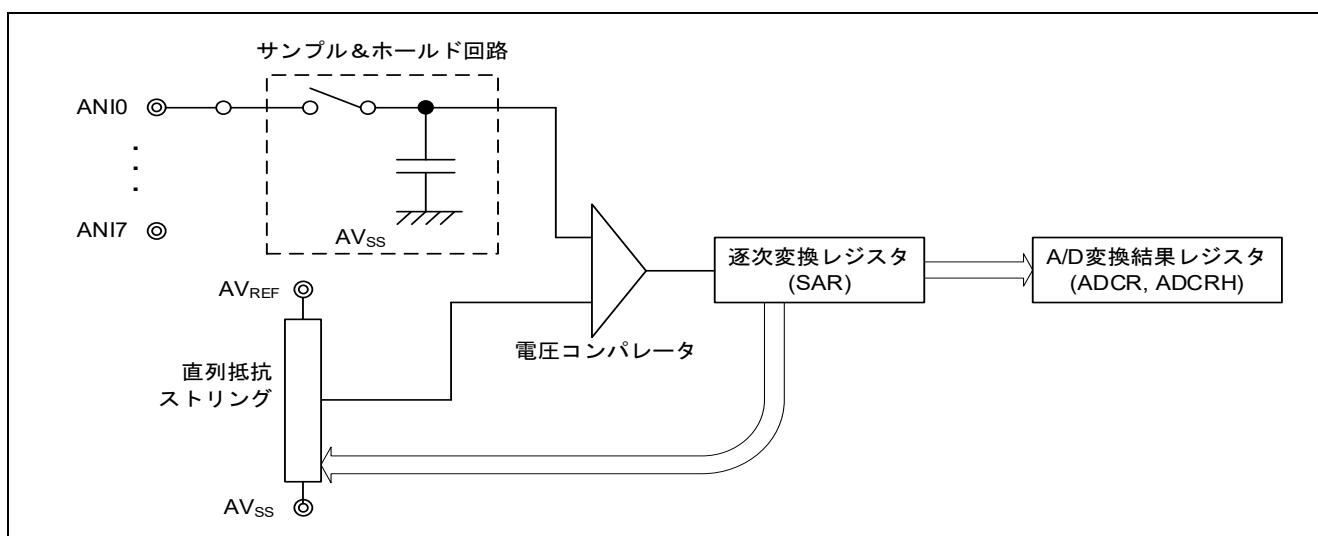 サンプル＆ホールド回路
ANI0
ANI7
AVSS
AVREF
直列抵抗
ストリング
AVSS
電圧コンパレータ
逐次変換レジスタ
(SAR)
A/D変換結果レジスタ
(ADCR, ADCRH)